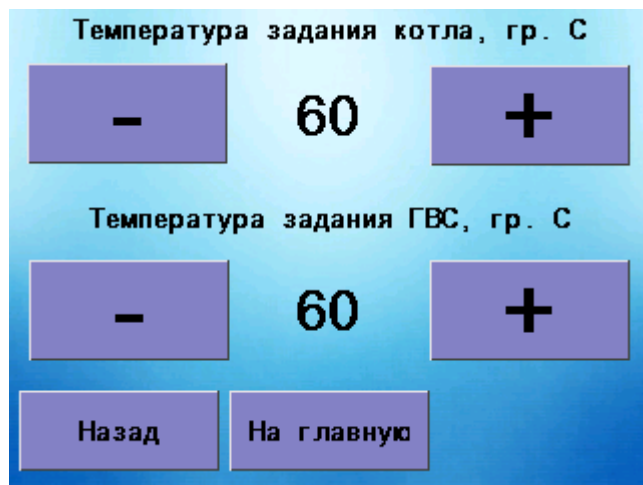 Температура задания котла, гр. С
- 60 +
Температура задания ГВС, гр. С
- 60 +
Назад На главную